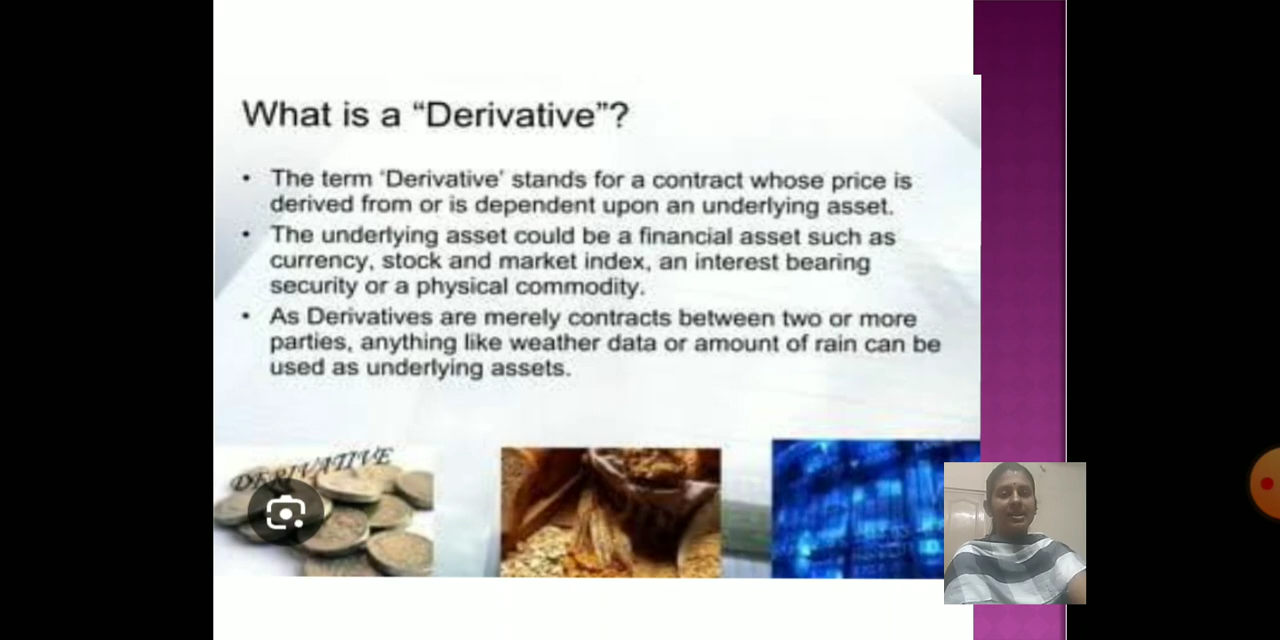 What is a “Derivative”?
• The term ‘Derivative’ stands for a contract whose price is
derived from or is dependent upon an underlying asset.
• The underlying asset could be a financial asset such as
currency, stock and market index, an interest bearing
security or a physical commodity.
• As Derivatives are merely contracts between two or more
parties, anything like weather data or amount of rain can be
used as underlying assets.
DERIVATIVE